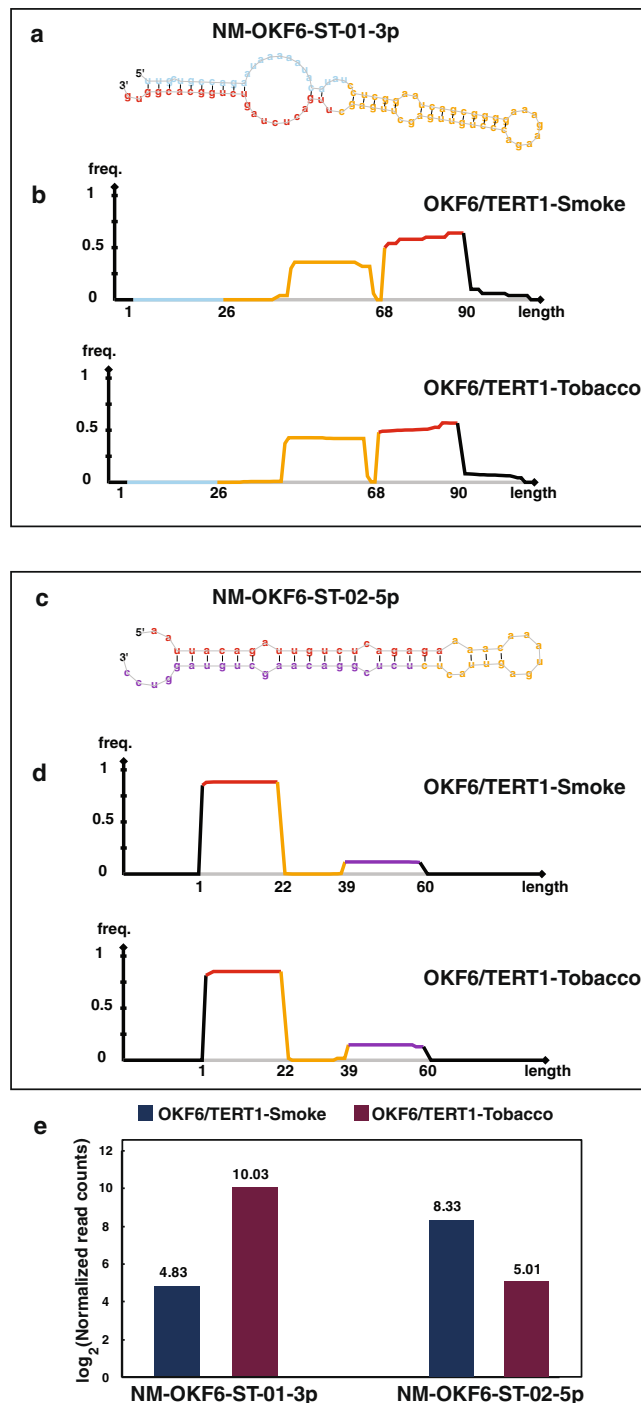 a NM-OKF6-ST-01-3p
5'
3'
b
freq.
OKF6/TERT1-Smoke
1
0.5
0
1 26 68 90 length
freq.
OKF6/TERT1-Tobacco
1
0.5
0
1 26 68 90 length
c NM-OKF6-ST-02-5p
5'
3'
d
freq.
OKF6/TERT1-Smoke
1
0.5
0
1 22 39 60 length
freq.
OKF6/TERT1-Tobacco
1
0.5
0
1 22 39 60 length
e
OKF6/TERT1-Smoke OKF6/TERT1-Tobacco
log2(Normalized read counts)
12
10
8
6
4
2
0
4.83
10.03
8.33
5.01
NM-OKF6-ST-01-3p NM-OKF6-ST-02-5p